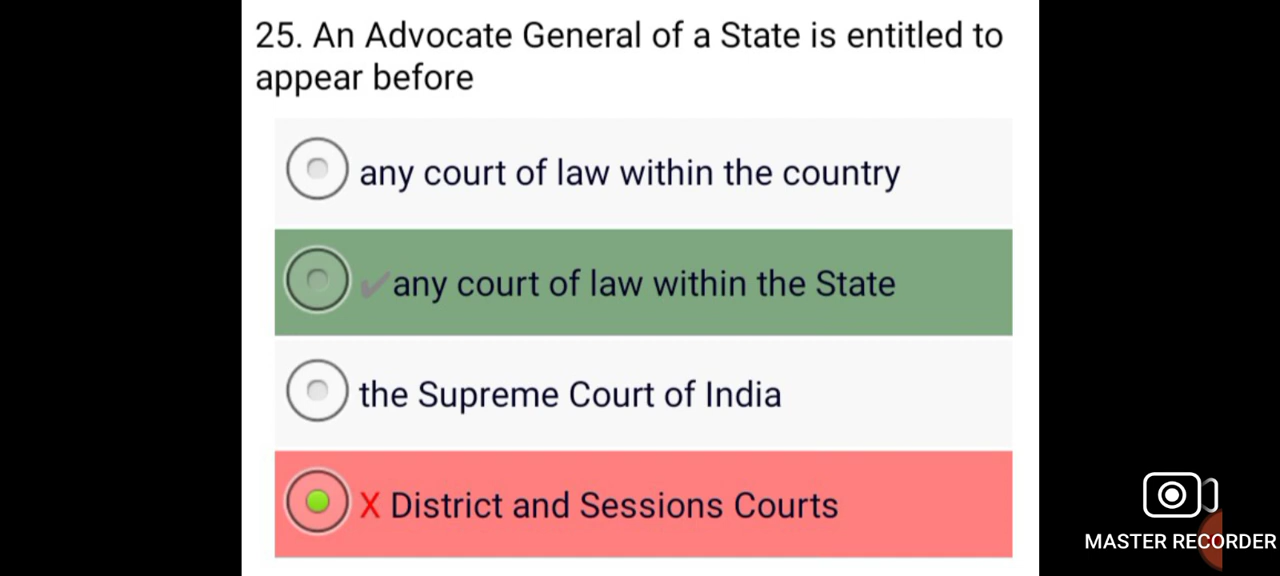 25. An Advocate General of a State is entitled to
appear before
any court of law within the country
✔any court of law within the State
the Supreme Court of India
X District and Sessions Courts
MASTER RECORDER